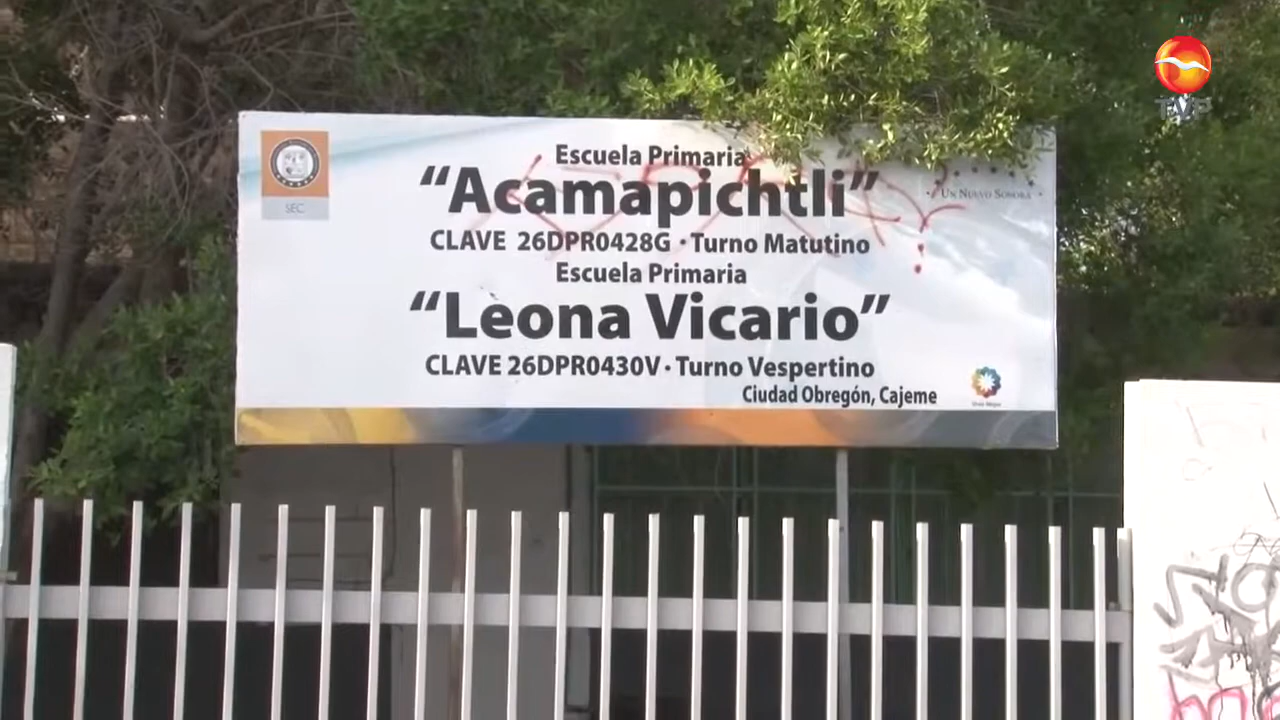 TVP
SEC
Escuela Primaria
“Acamapichtli”
Un Nuevo Sonora
CLAVE 26DPR0428G · Turno Matutino
Escuela Primaria
“Leona Vicario”
CLAVE 26DPR0430V · Turno Vespertino
Ciudad Obregón, Cajeme